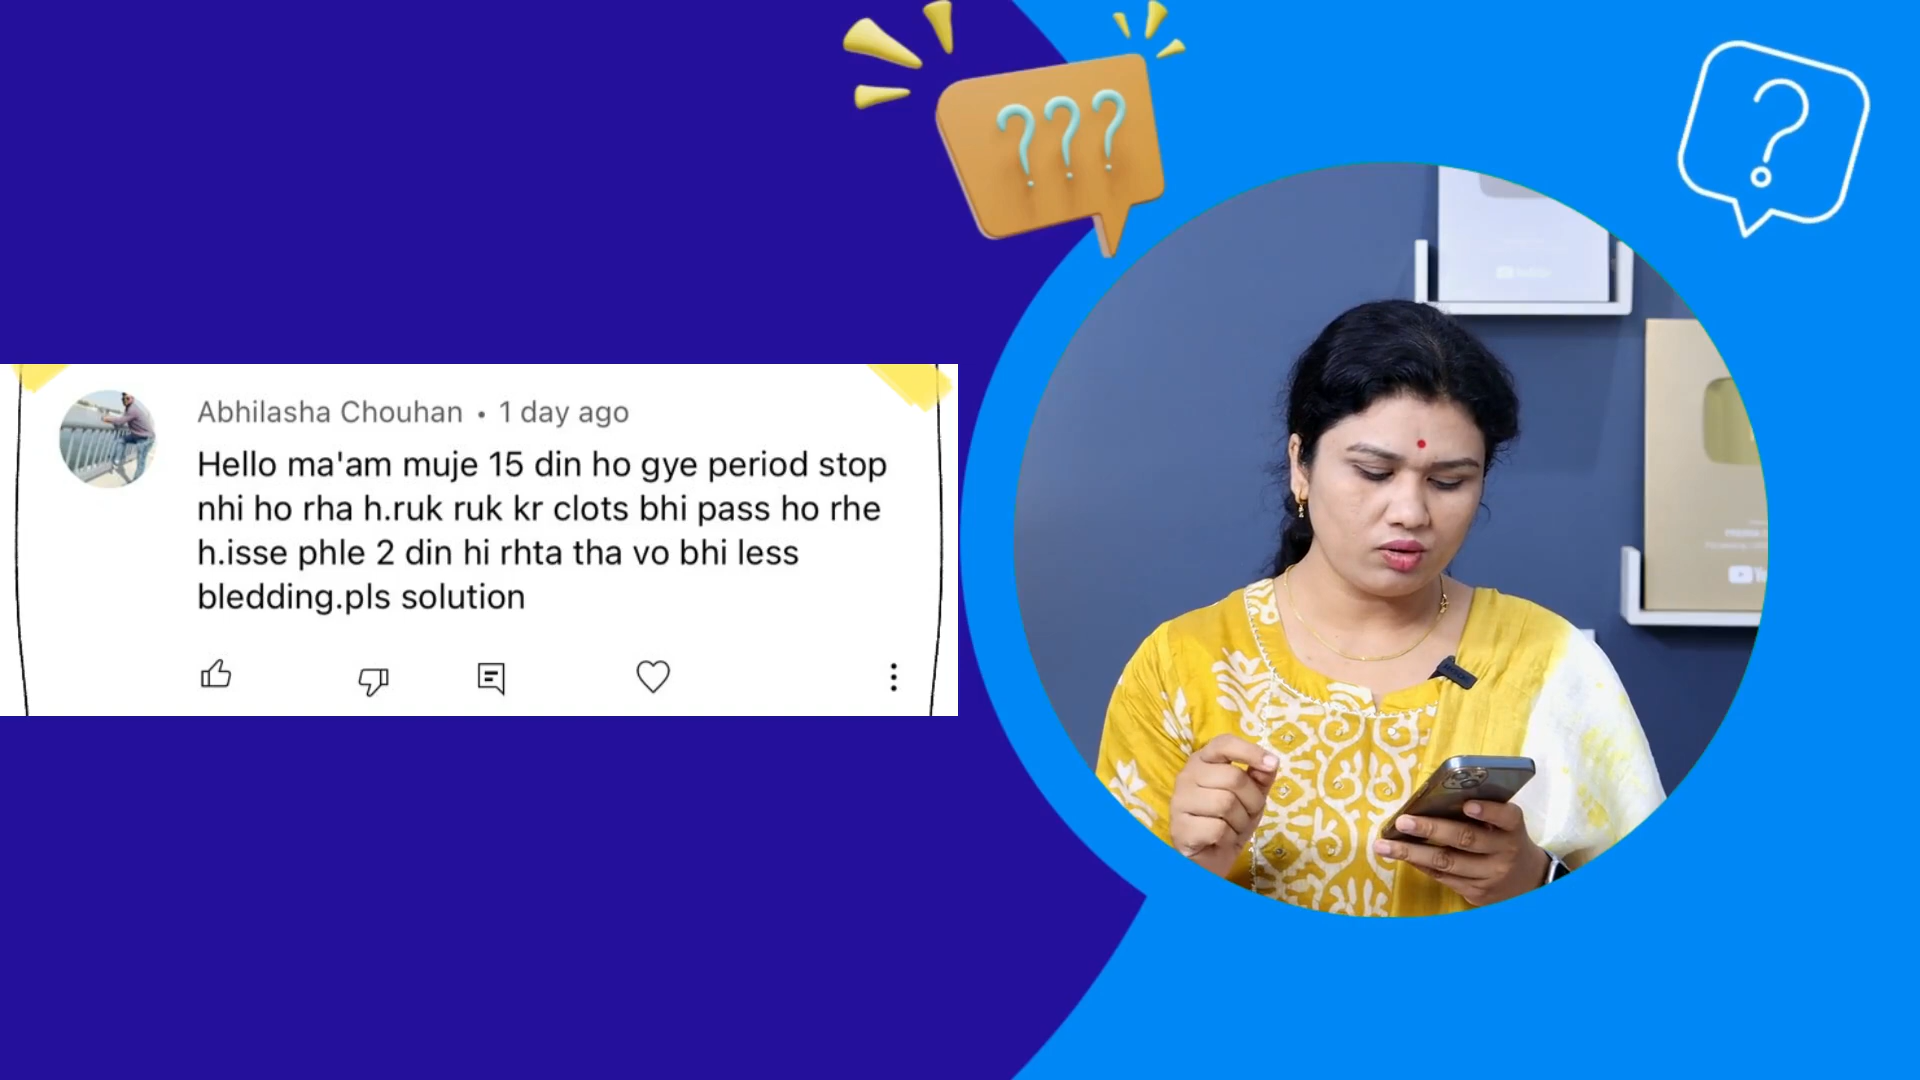 ???
?
Abhilasha Chouhan • 1 day ago
Hello ma'am muje 15 din ho gye period stop
nhi ho rha h.ruk ruk kr clots bhi pass ho rhe
h.isse phle 2 din hi rhta tha vo bhi less
bledding.pls solution